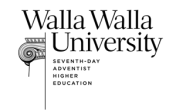 Walla Walla
University
SEVENTH-DAY
ADVENTIST
HIGHER
EDUCATION